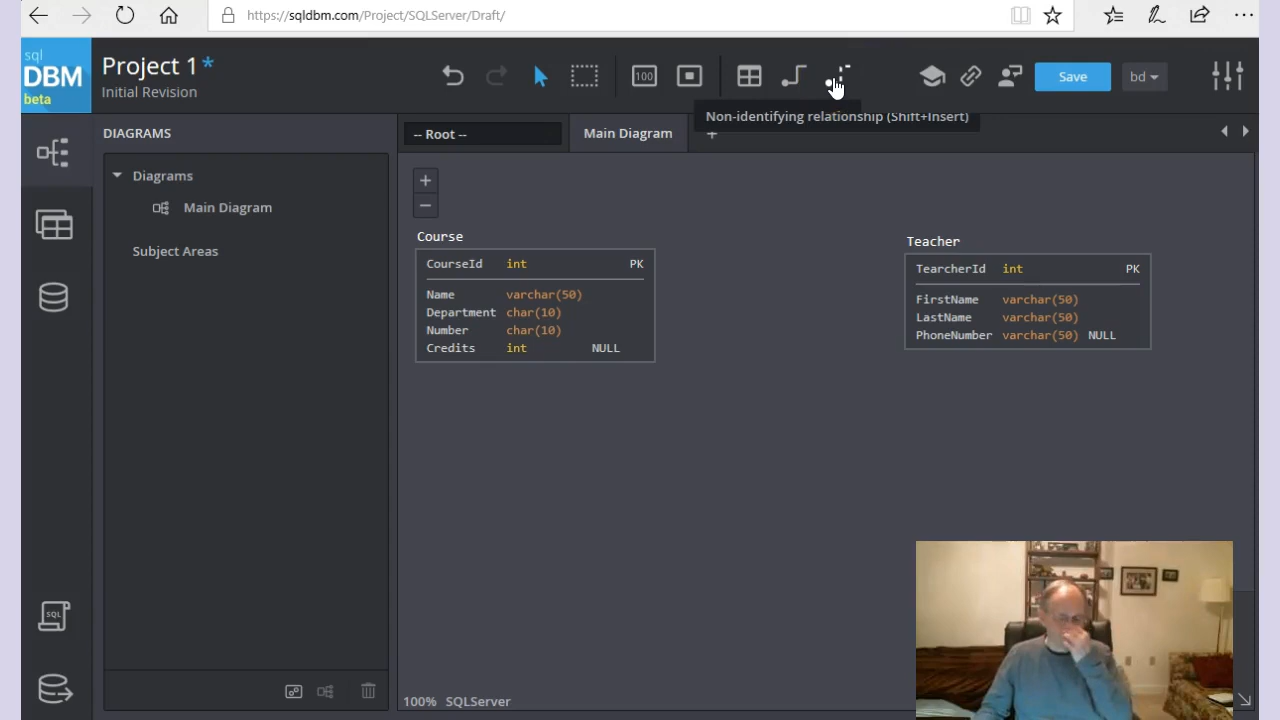 https://sqldbm.com/Project/SQLServer/Draft/
sql
DBM
beta
Project 1*
Initial Revision
100
Save
bd
Non-identifying relationship (Shift+Insert)
DIAGRAMS
-- Root --
Main Diagram
+
Diagrams
Main Diagram
Subject Areas
+
−
Course
CourseId int PK
Name varchar(50)
Department char(10)
Number char(10)
Credits int NULL
Teacher
TearcherId int PK
FirstName varchar(50)
LastName varchar(50)
PhoneNumber varchar(50) NULL
SQL
100% SQLServer